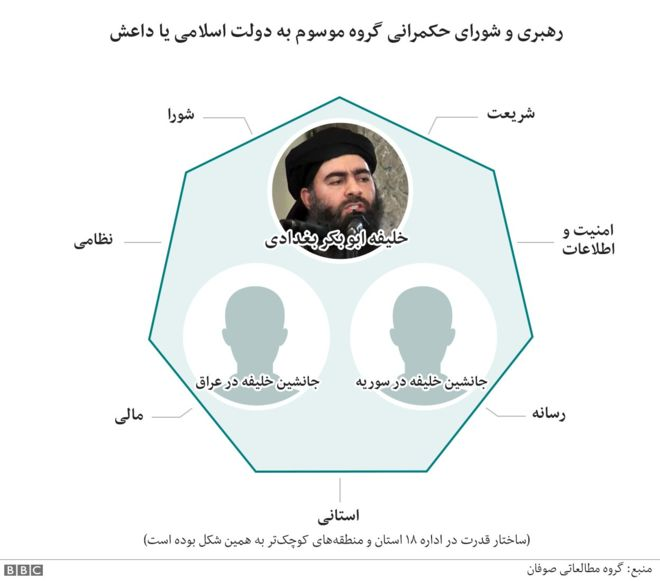 رهبری و شورای حکمرانی گروه موسوم به دولت اسلامی یا داعش
شریعت
شورا
خلیفه ابو بکر بغدادی
امنیت و
اطلاعات
نظامی
جانشین خلیفه در سوریه
جانشین خلیفه در عراق
رسانه
مالی
استانی
(ساختار قدرت در اداره ۱۸ استان و منطقه‌های کوچک‌تر به همین شکل بوده است)
منبع: گروه مطالعاتی صوفان
BBC